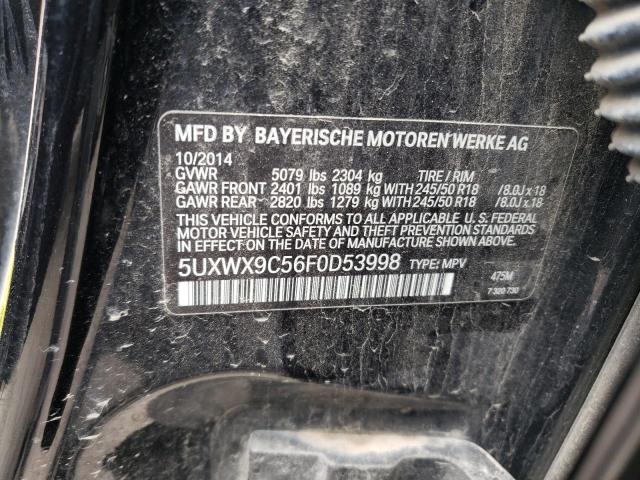 MFD BY BAYERISCHE MOTOREN WERKE AG
10/2014
GVWR 5079 lbs 2304 kg TIRE / RIM
GAWR FRONT 2401 lbs 1089 kg WITH 245/50 R18 /8.0J x 18
GAWR REAR 2820 lbs 1279 kg WITH 245/50 R18 /8.0J x 18
THIS VEHICLE CONFORMS TO ALL APPLICABLE U. S. FEDERAL
MOTOR VEHICLE SAFETY AND THEFT PREVENTION STANDARDS
IN EFFECT ON THE DATE OF MANUFACTURE
SHOWN ABOVE.
5UXWX9C56F0D53998 TYPE: MPV
475M
7 320 730